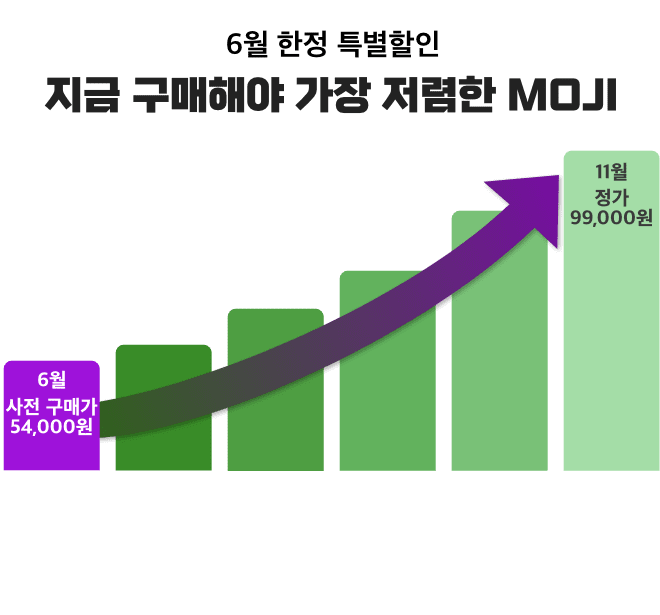 6월 한정 특별할인
지금 구매해야 가장 저렴한 MOJI
11월
정가
99,000원
6월
사전 구매가
54,000원